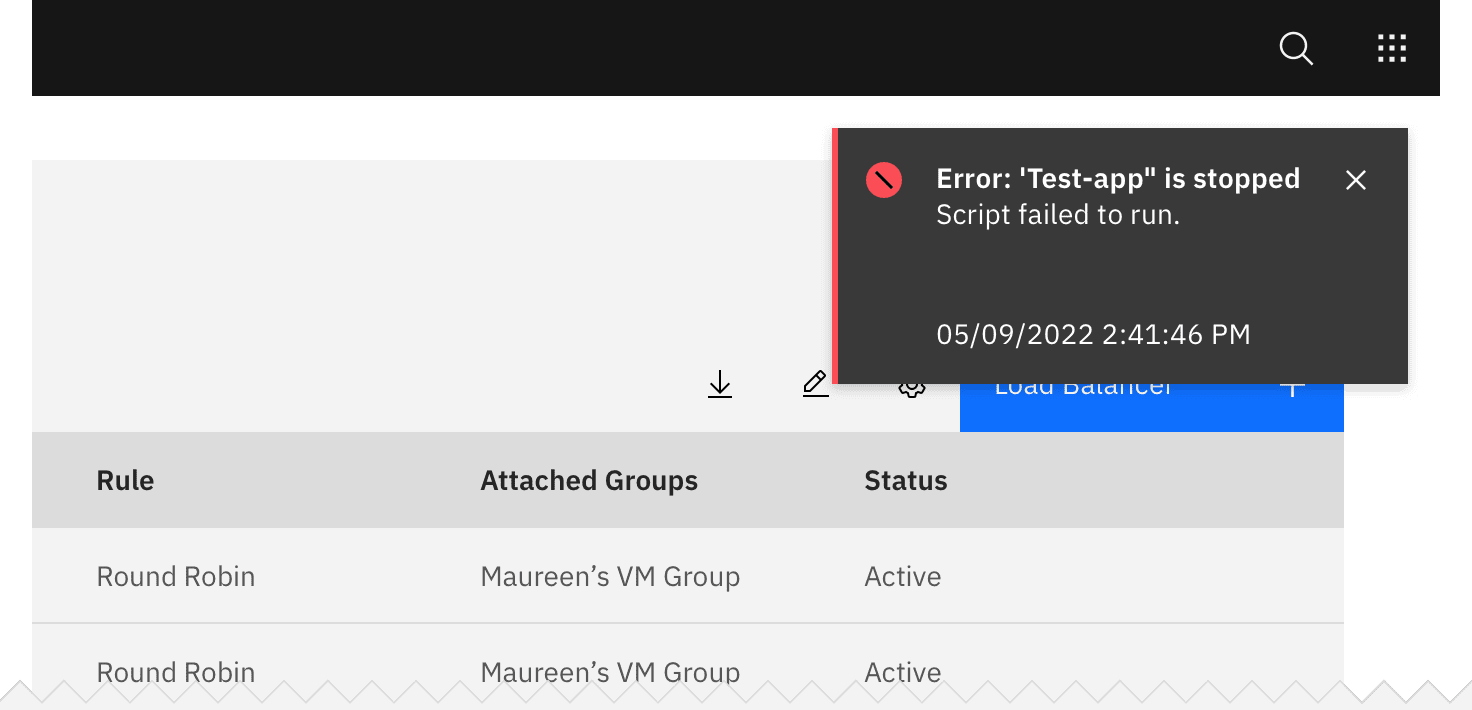 Error: 'Test-app" is stopped
Script failed to run.
05/09/2022 2:41:46 PM
Load Balancer
Rule Attached Groups Status
Round Robin Maureen’s VM Group Active
Round Robin Maureen’s VM Group Active